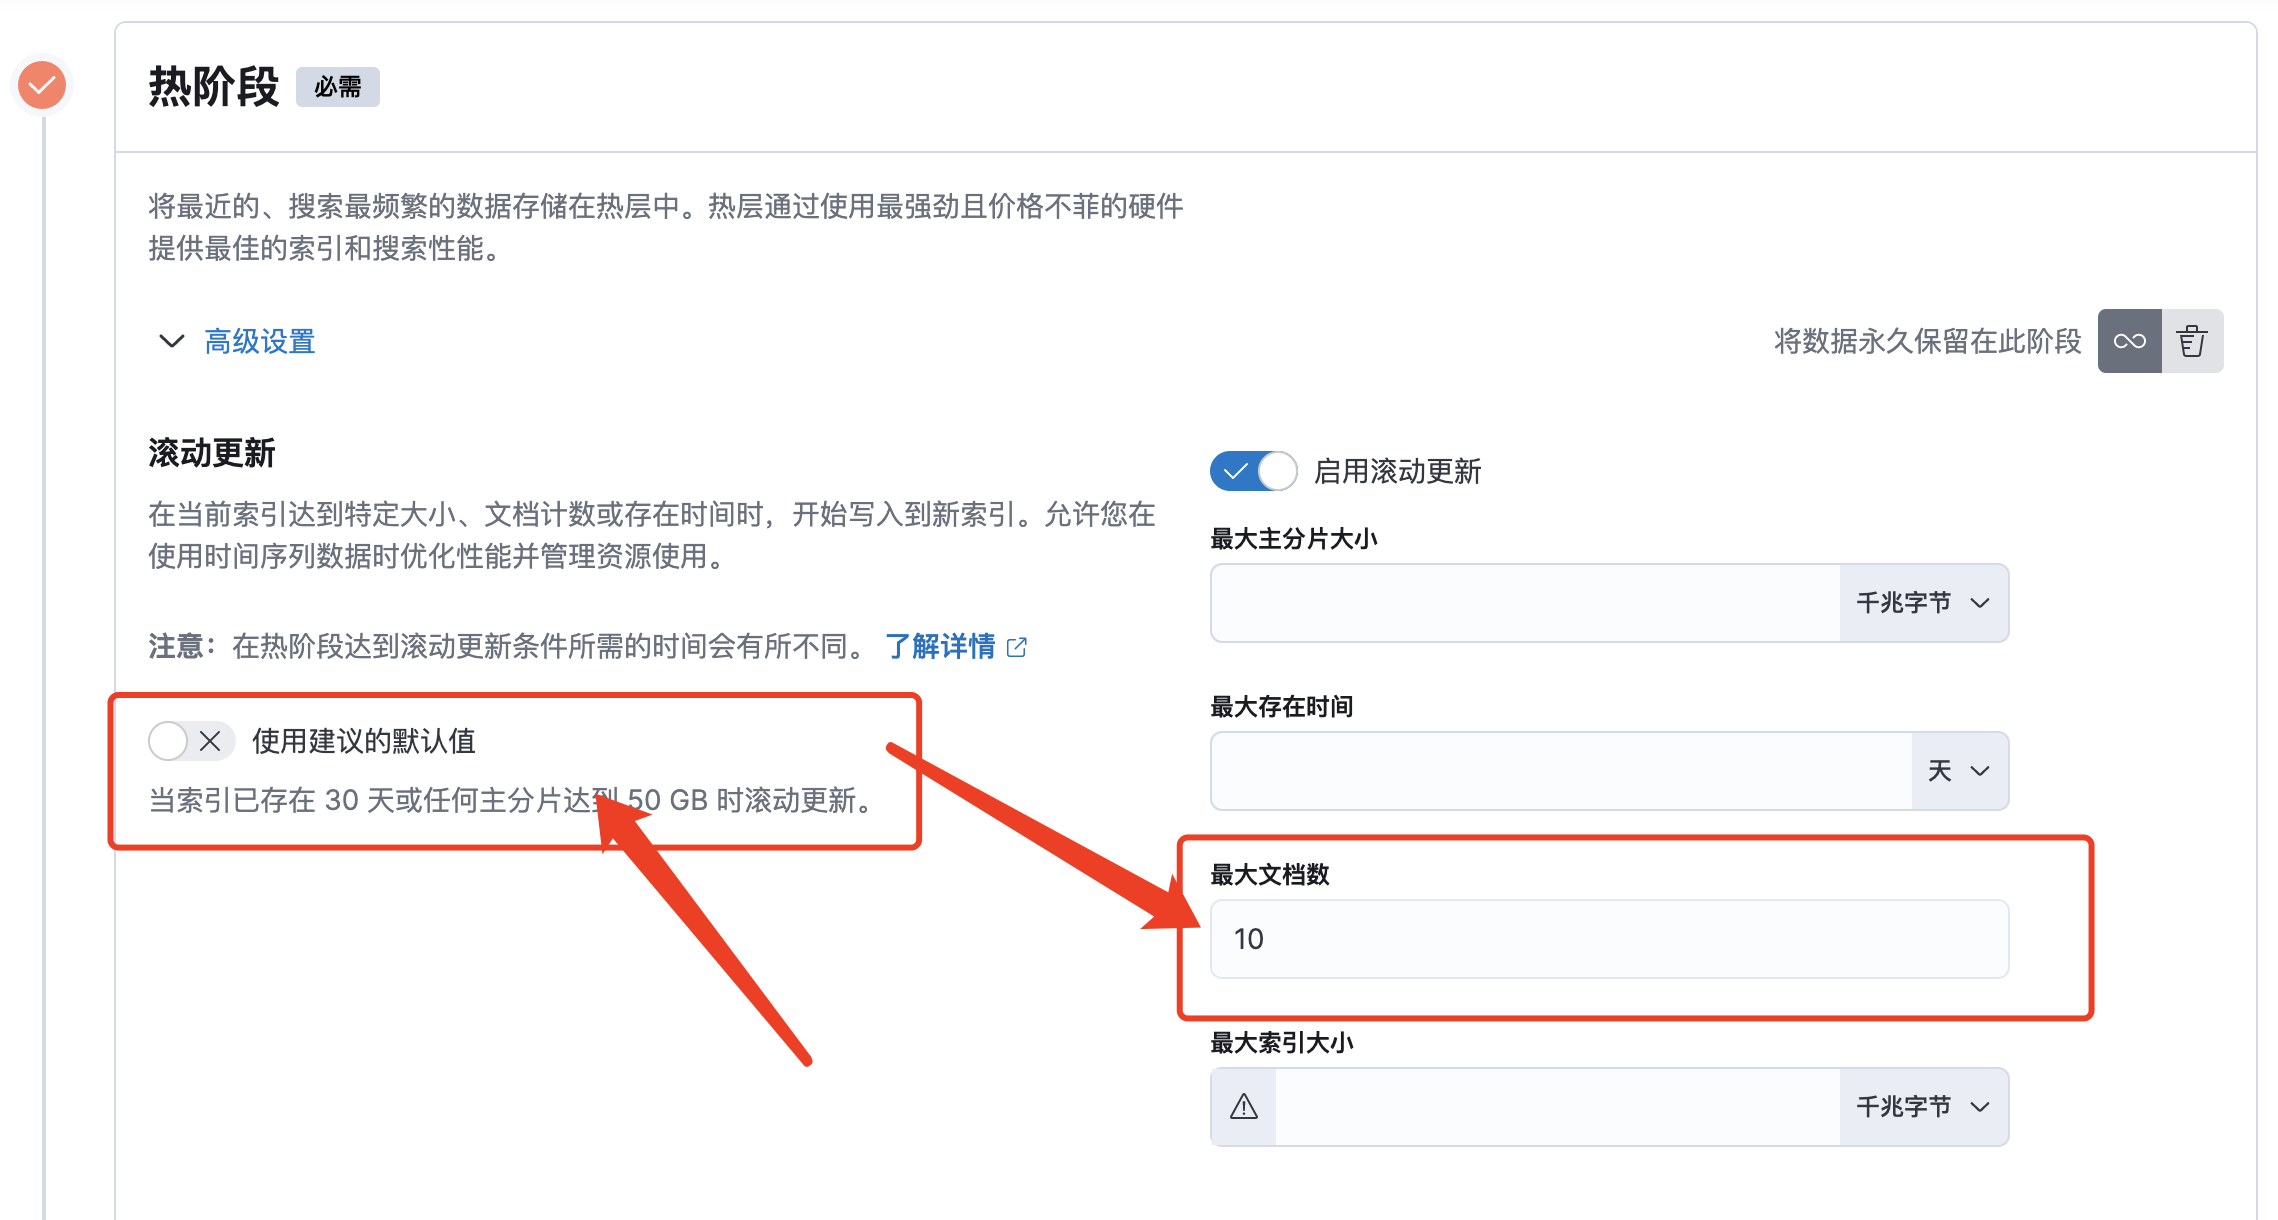 热阶段 必需
将最近的、搜索最频繁的数据存储在热层中。热层通过使用最强劲且价格不菲的硬件
提供最佳的索引和搜索性能。
高级设置
将数据永久保留在此阶段
滚动更新
在当前索引达到特定大小、文档计数或存在时间时，开始写入到新索引。允许您在
使用时间序列数据时优化性能并管理资源使用。
注意：在热阶段达到滚动更新条件所需的时间会有所不同。 了解详情
使用建议的默认值
当索引已存在 30 天或任何主分片达到 50 GB 时滚动更新。
启用滚动更新
最大主分片大小
千兆字节
最大存在时间
天
最大文档数
10
最大索引大小
千兆字节